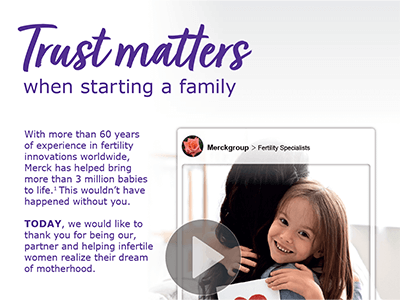 Trust matters
when starting a family
With more than 60 years
of experience in fertility
innovations worldwide,
Merck has helped bring
more than 3 million babies
to life.¹ This wouldn't have
happened without you.
TODAY, we would like to
thank you for being our,
partner and helping infertile
women realize their dream
of motherhood.
Merckgroup > Fertility Specialists